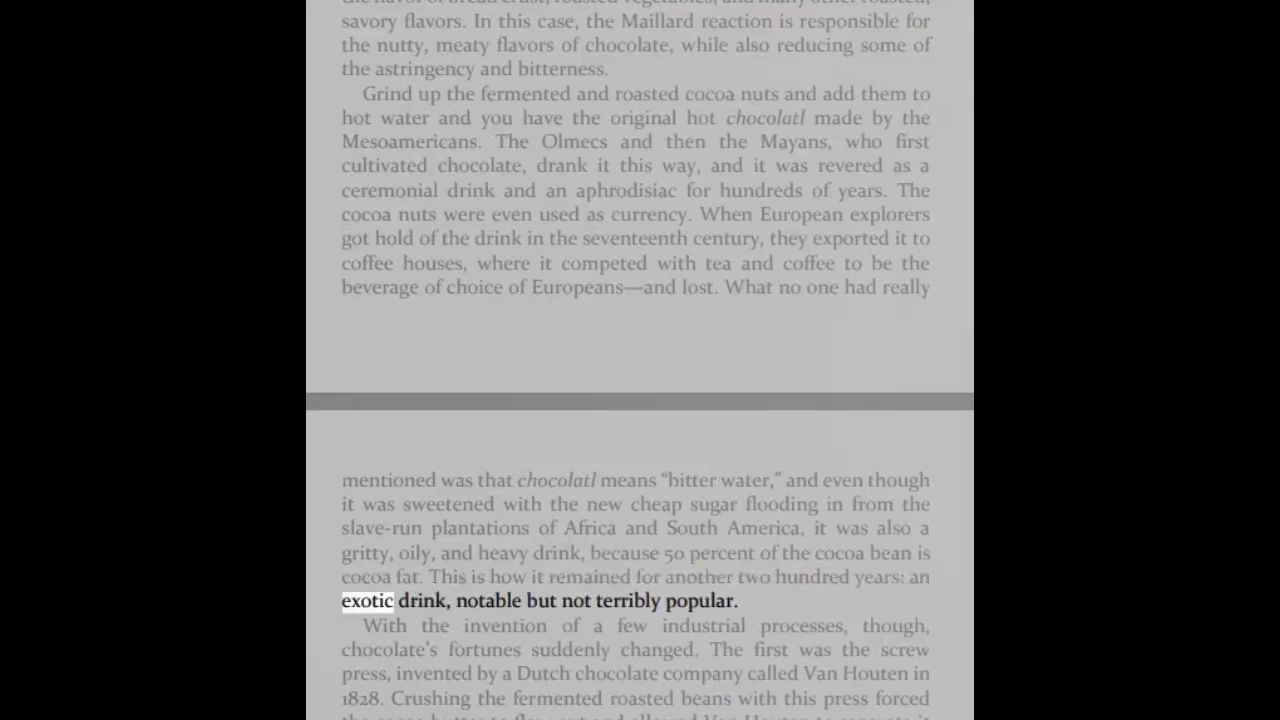 savory flavors. In this case, the Maillard reaction is responsible for
the nutty, meaty flavors of chocolate, while also reducing some of
the astringency and bitterness.
Grind up the fermented and roasted cocoa nuts and add them to
hot water and you have the original hot chocolatl made by the
Mesoamericans. The Olmecs and then the Mayans, who first
cultivated chocolate, drank it this way, and it was revered as a
ceremonial drink and an aphrodisiac for hundreds of years. The
cocoa nuts were even used as currency. When European explorers
got hold of the drink in the seventeenth century, they exported it to
coffee houses, where it competed with tea and coffee to be the
beverage of choice of Europeans—and lost. What no one had really
mentioned was that chocolatl means “bitter water,” and even though
it was sweetened with the new cheap sugar flooding in from the
slave-run plantations of Africa and South America, it was also a
gritty, oily, and heavy drink, because 50 percent of the cocoa bean is
cocoa fat. This is how it remained for another two hundred years: an
exotic drink, notable but not terribly popular.
With the invention of a few industrial processes, though,
chocolate’s fortunes suddenly changed. The first was the screw
press, invented by a Dutch chocolate company called Van Houten in
1828. Crushing the fermented roasted beans with this press forced